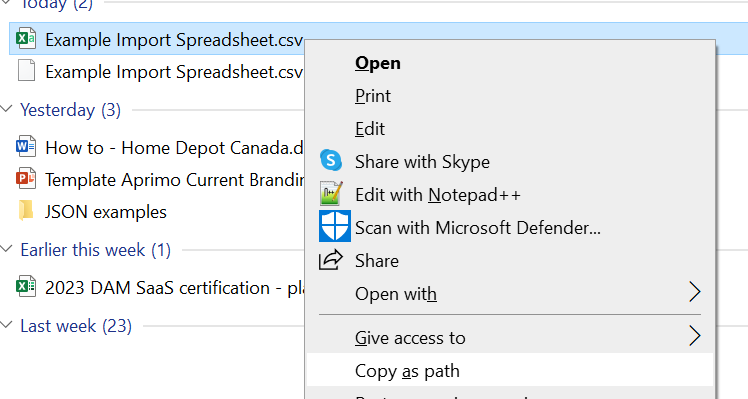 Today (2)
Example Import Spreadsheet.csv
Example Import Spreadsheet.csv
Yesterday (3)
How to - Home Depot Canada.d
Template Aprimo Current Brandin
JSON examples
Earlier this week (1)
2023 DAM SaaS certification - pla
Last week (23)
Open
Print
Edit
Share with Skype
Edit with Notepad++
Scan with Microsoft Defender...
Share
Open with
Give access to
Copy as path